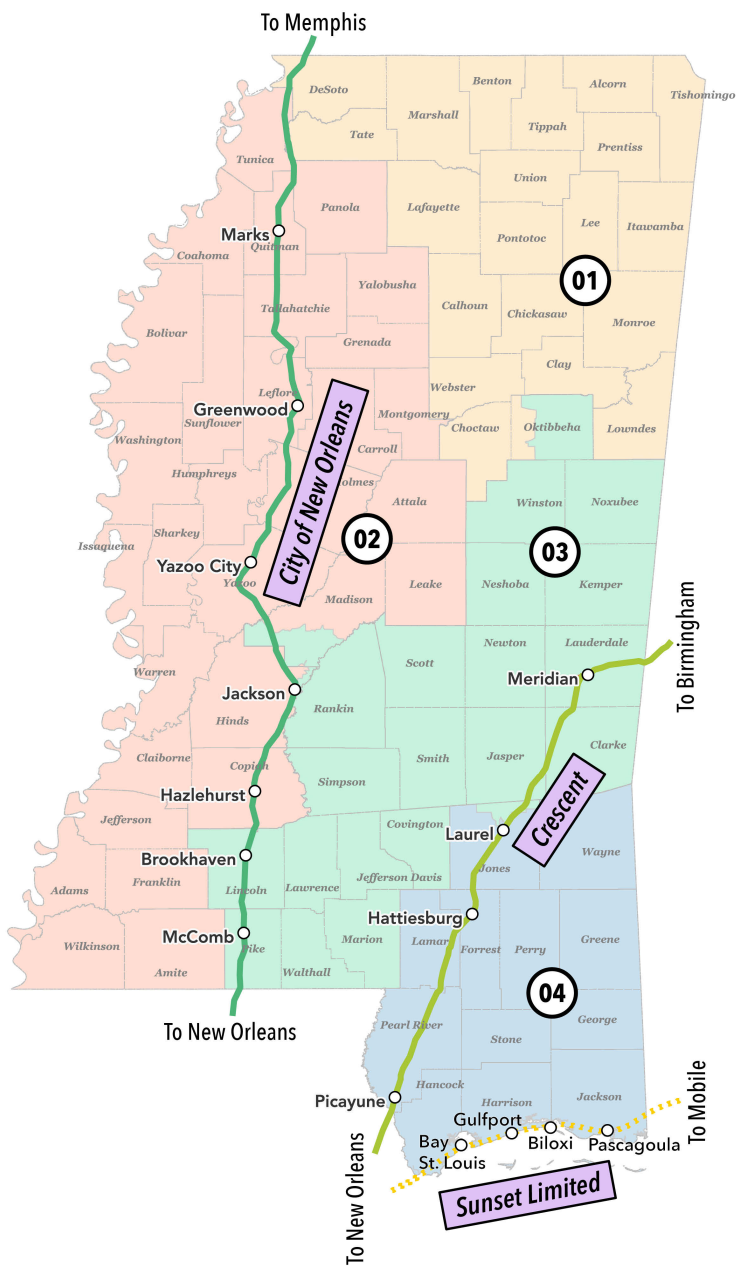 To Memphis
DeSoto
Benton
Alcorn
Tishomingo
Marshall
Tate
Tippah
Prentiss
Tunica
Union
Panola
Lafayette
Lee
Itawamba
Marks
Quitman
Pontotoc
Coahoma
01
Yalobusha
Tallahatchie
Calhoun
Chickasaw
Monroe
Bolivar
Grenada
Clay
Webster
Leflore
Greenwood
Sunflower
Montgomery
Choctaw
Oktibbeha
Lowndes
Washington
Carroll
City of New Orleans
Humphreys
olmes
Attala
Winston
Noxubee
Sharkey
Issaquena
02
03
Yazoo City
Yazoo
Leake
Neshoba
Kemper
Madison
To Birmingham
Newton
Lauderdale
Scott
Warren
Meridian
Jackson
Rankin
Hinds
Clarke
Claiborne
Copiah
Smith
Jasper
Simpson
Hazlehurst
Crescent
Jefferson
Covington
Laurel
Wayne
Brookhaven
Jones
Franklin
Lincoln
Lawrence
Jefferson Davis
Adams
Hattiesburg
McComb
Pike
Marion
Lamar
Forrest
Perry
Greene
Wilkinson
Amite
Walthall
04
To New Orleans
Pearl River
George
Stone
Hancock
Picayune
Harrison
Jackson
To Mobile
Gulfport
Bay
St. Louis
Biloxi
Pascagoula
To New Orleans
Sunset Limited